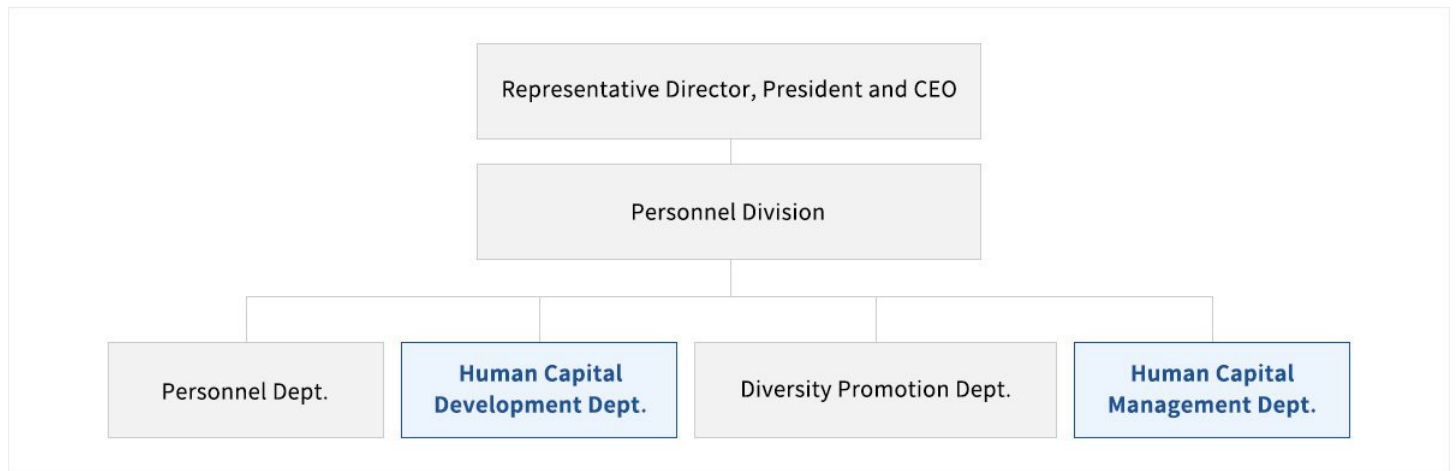 Representative Director, President and CEO
Personnel Division
Personnel Dept.
Human Capital
Development Dept.
Diversity Promotion Dept.
Human Capital
Management Dept.